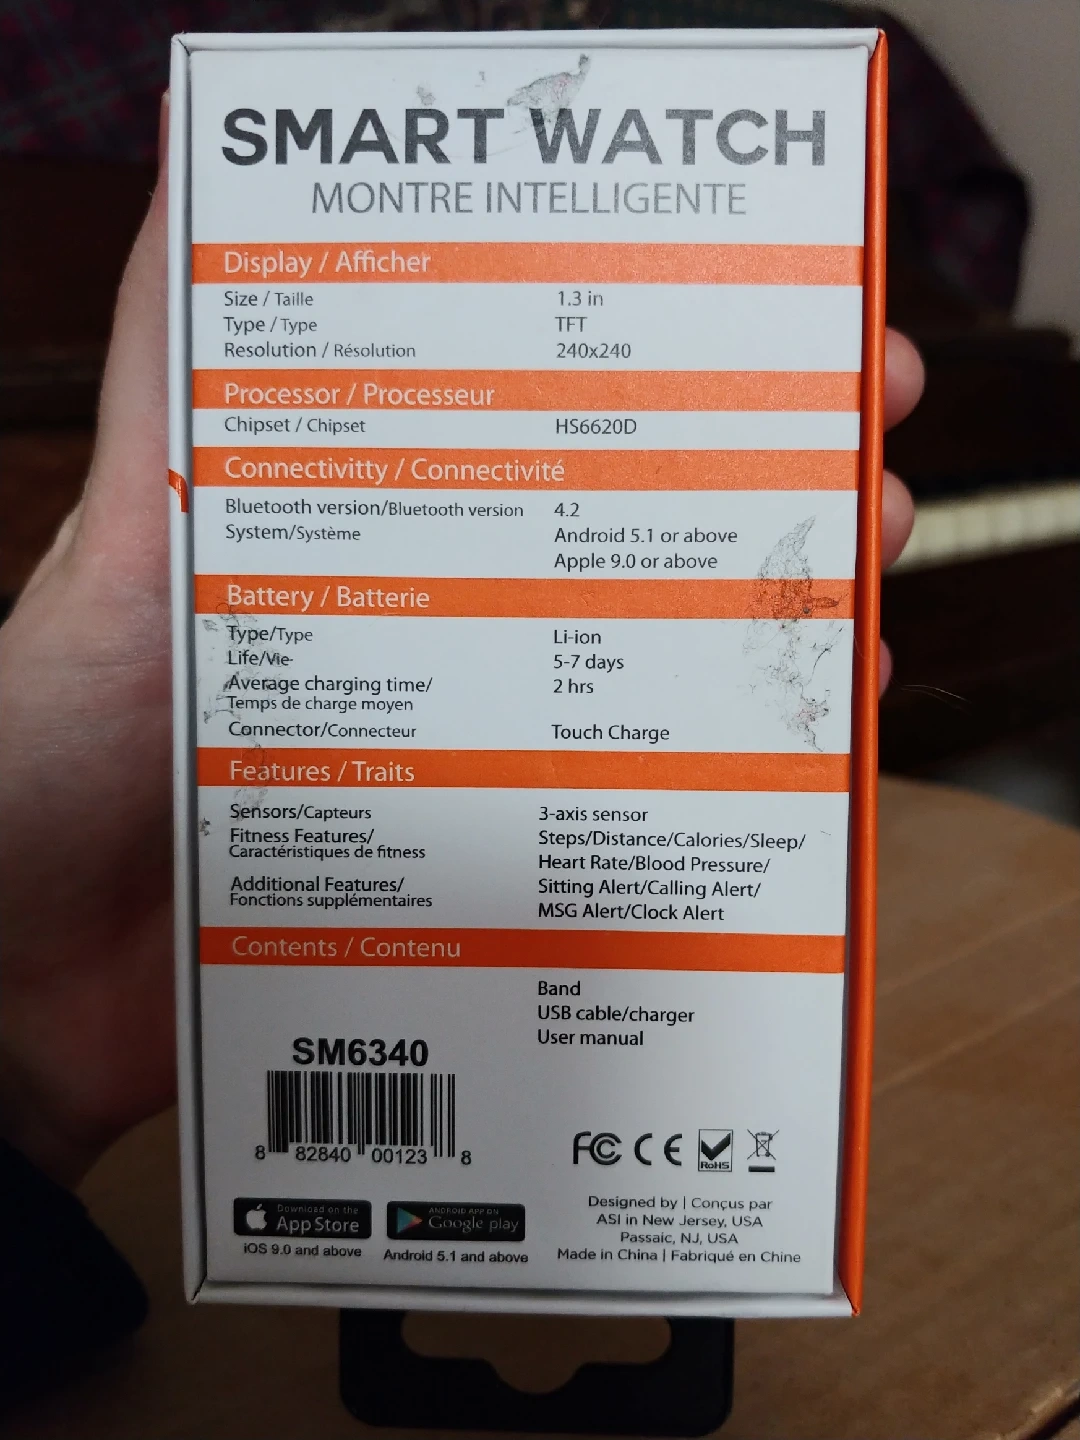 SMART WATCH
MONTRE INTELLIGENTE
Display / Afficher
Size / Taille 1.3 in
Type / Type TFT
Resolution / Résolution 240x240
Processor / Processeur
Chipset / Chipset HS6620D
Connectivitty / Connectivité
Bluetooth version/Bluetooth version 4.2
System/Système Android 5.1 or above
Apple 9.0 or above
Battery / Batterie
Type/Type Li-ion
Life/Vie 5-7 days
Average charging time/ 2 hrs
Temps de charge moyen
Connector/Connecteur Touch Charge
Features / Traits
Sensors/Capteurs 3-axis sensor
Fitness Features/ Steps/Distance/Calories/Sleep/
Caractéristiques de fitness Heart Rate/Blood Pressure/
Additional Features/ Sitting Alert/Calling Alert/
Fonctions supplémentaires MSG Alert/Clock Alert
Contents / Contenu
Band
USB cable/charger
User manual
SM6340
8 82840 00123 8
FC CE RoHS
Download on the
App Store
iOS 9.0 and above
ANDROID APP ON
Google play
Android 5.1 and above
Designed by | Conçus par
ASI in New Jersey, USA
Passaic, NJ, USA
Made in China | Fabriqué en Chine